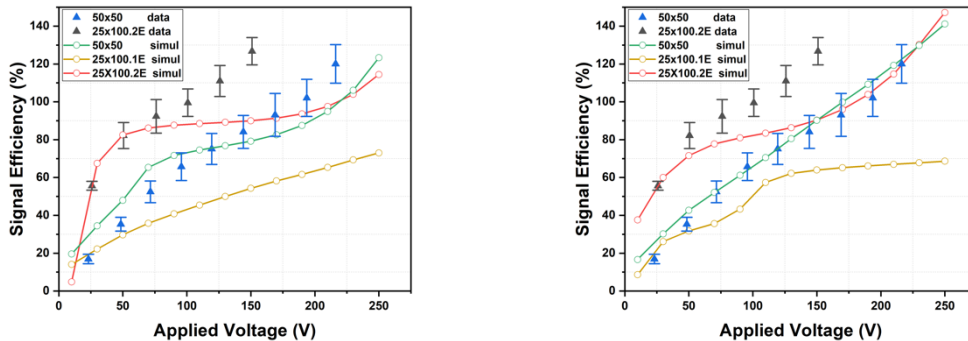 50x50 data
25x100.2E data
50x50 simul
25x100.1E simul
25X100.2E simul
Signal Efficiency (%)
140
120
100
80
60
40
20
0
0 50 100 150 200 250
Applied Voltage (V)
50x50 data
25x100.2E data
50x50 simul
25x100.1E simul
25X100.2E simul
Signal Efficiency (%)
140
120
100
80
60
40
20
0
0 50 100 150 200 250
Applied Voltage (V)